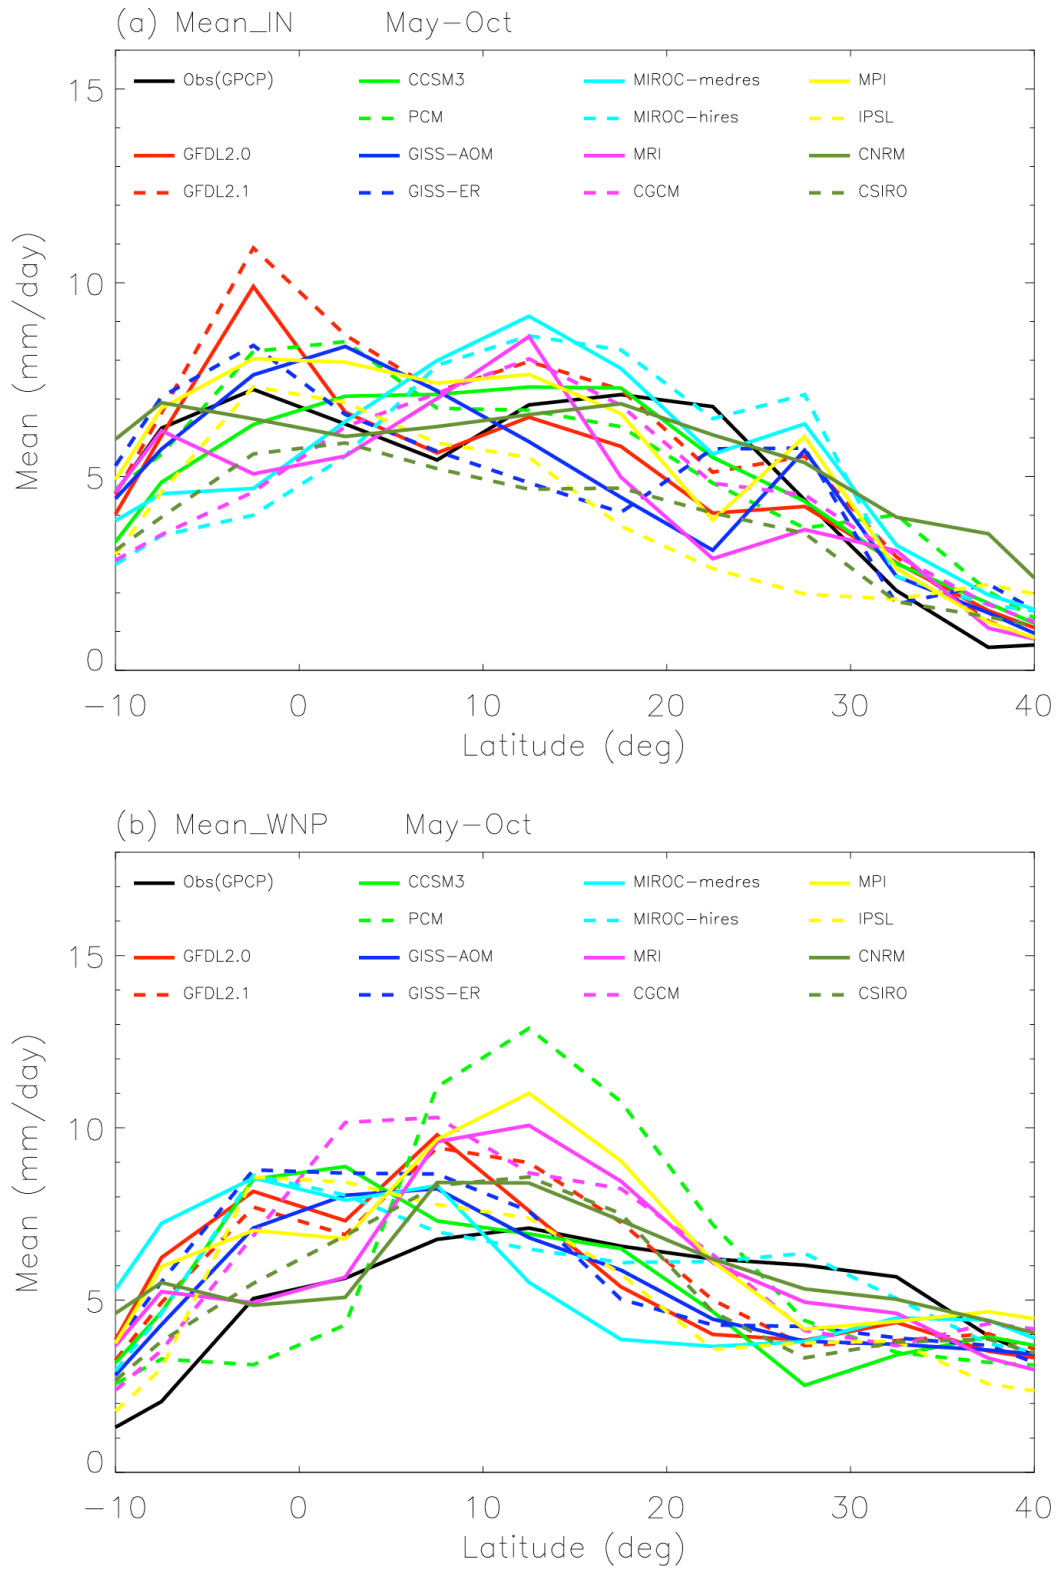 (a) Mean_IN May-Oct
Obs(GPCP) CCSM3 MIROC-medres MPI
PCM MIROC-hires IPSL
GFDL2.0 GISS-AOM MRI CNRM
GFDL2.1 GISS-ER CGCM CSIRO
Mean (mm/day)
15
10
5
0
-10 0 10 20 30 40
Latitude (deg)
(b) Mean_WNP May-Oct
Obs(GPCP) CCSM3 MIROC-medres MPI
PCM MIROC-hires IPSL
GFDL2.0 GISS-AOM MRI CNRM
GFDL2.1 GISS-ER CGCM CSIRO
Mean (mm/day)
15
10
5
0
-10 0 10 20 30 40
Latitude (deg)